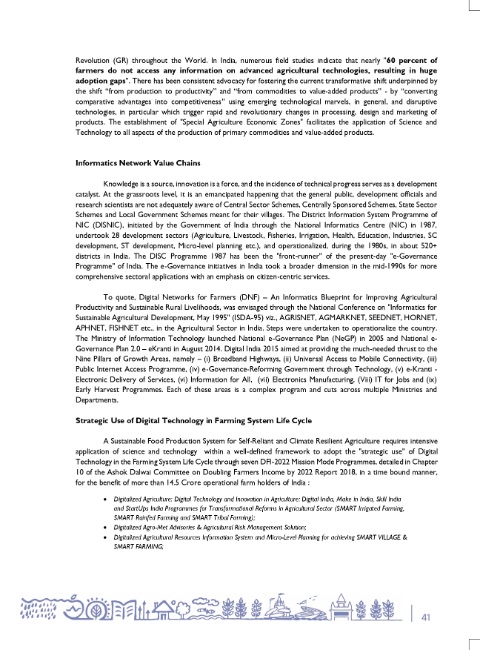 Revolution (GR) throughout the World. In India, numerous field studies indicate that nearly "60 percent of
farmers do not access any information on advanced agricultural technologies, resulting in huge
adoption gaps". There has been consistent advocacy for fostering the current transformative shift underpinned by
the shift "from production to productivity" and "from commodities to value-added products" - by "converting
comparative advantages into competitiveness" using emerging technological marvels, in general, and disruptive
technologies, in particular which trigger rapid and revolutionary changes in processing, design and marketing of
products. The establishment of "Special Agriculture Economic Zones" facilitates the application of Science and
Technology to all aspects of the production of primary commodities and value-added products.
Informatics Network Value Chains
Knowledge is a source, innovation is a force, and the incidence of technical progress serves as a development
catalyst. At the grassroots level, it is an emancipated happening that the general public, development officials and
research scientists are not adequately aware of Central Sector Schemes, Centrally Sponsored Schemes, State Sector
Schemes and Local Government Schemes meant for their villages. The District Information System Programme of
NIC (DISNIC), initiated by the Government of India through the National Informatics Centre (NIC) in 1987,
undertook 28 development sectors (Agriculture, Livestock, Fisheries, Irrigation, Health, Education, Industries, SC
development, ST development, Micro-level planning etc.), and operationalized, during the 1980s, in about 520+
districts in India. The DISC Programme 1987 has been the "front-runner" of the present-day "e-Governance
Programme" of India. The e-Governance initiatives in India took a broader dimension in the mid-1990s for more
comprehensive sectoral applications with an emphasis on citizen-centric services.
To quote, Digital Networks for Farmers (DNF) – An Informatics Blueprint for Improving Agricultural
Productivity and Sustainable Rural Livelihoods, was envisaged through the National Conference on "Informatics for
Sustainable Agricultural Development, May 1995" (ISDA-95) viz., AGRISNET, AGMARKNET, SEEDNET, HORNET,
APHNET, FISHNET etc., in the Agricultural Sector in India. Steps were undertaken to operationalize the country.
The Ministry of Information Technology launched National e-Governance Plan (NeGP) in 2005 and National e-
Governance Plan 2.0 – eKranti in August 2014. Digital India 2015 aimed at providing the much-needed thrust to the
Nine Pillars of Growth Areas, namely – (i) Broadband Highways, (ii) Universal Access to Mobile Connectivity, (iii)
Public Internet Access Programme, (iv) e-Governance-Reforming Government through Technology, (v) e-Kranti -
Electronic Delivery of Services, (vi) Information for All, (vii) Electronics Manufacturing, (Viii) IT for Jobs and (ix)
Early Harvest Programmes. Each of these areas is a complex program and cuts across multiple Ministries and
Departments.
Strategic Use of Digital Technology in Farming System Life Cycle
A Sustainable Food Production System for Self-Reliant and Climate Resilient Agriculture requires intensive
application of science and technology within a well-defined framework to adopt the "strategic use" of Digital
Technology in the Farming System Life Cycle through seven DFI-2022 Mission Mode Programmes, detailed in Chapter
10 of the Ashok Dalwai Committee on Doubling Farmers Income by 2022 Report 2018, in a time bound manner,
for the benefit of more than 14.5 Crore operational farm holders of India :
• Digitalized Agriculture: Digital Technology and Innovation in Agriculture: Digital India, Make in India, Skill India
and StartUps India Programmes for Transformational Reforms in Agricultural Sector (SMART Irrigated Farming,
SMART Rainfed Farming and SMART Tribal Farming);
• Digitalized Agro-Met Advisories & Agricultural Risk Management Solution;
• Digitalized Agricultural Resources Information System and Micro-Level Planning for achieving SMART VILLAGE &
SMART FARMING;
41